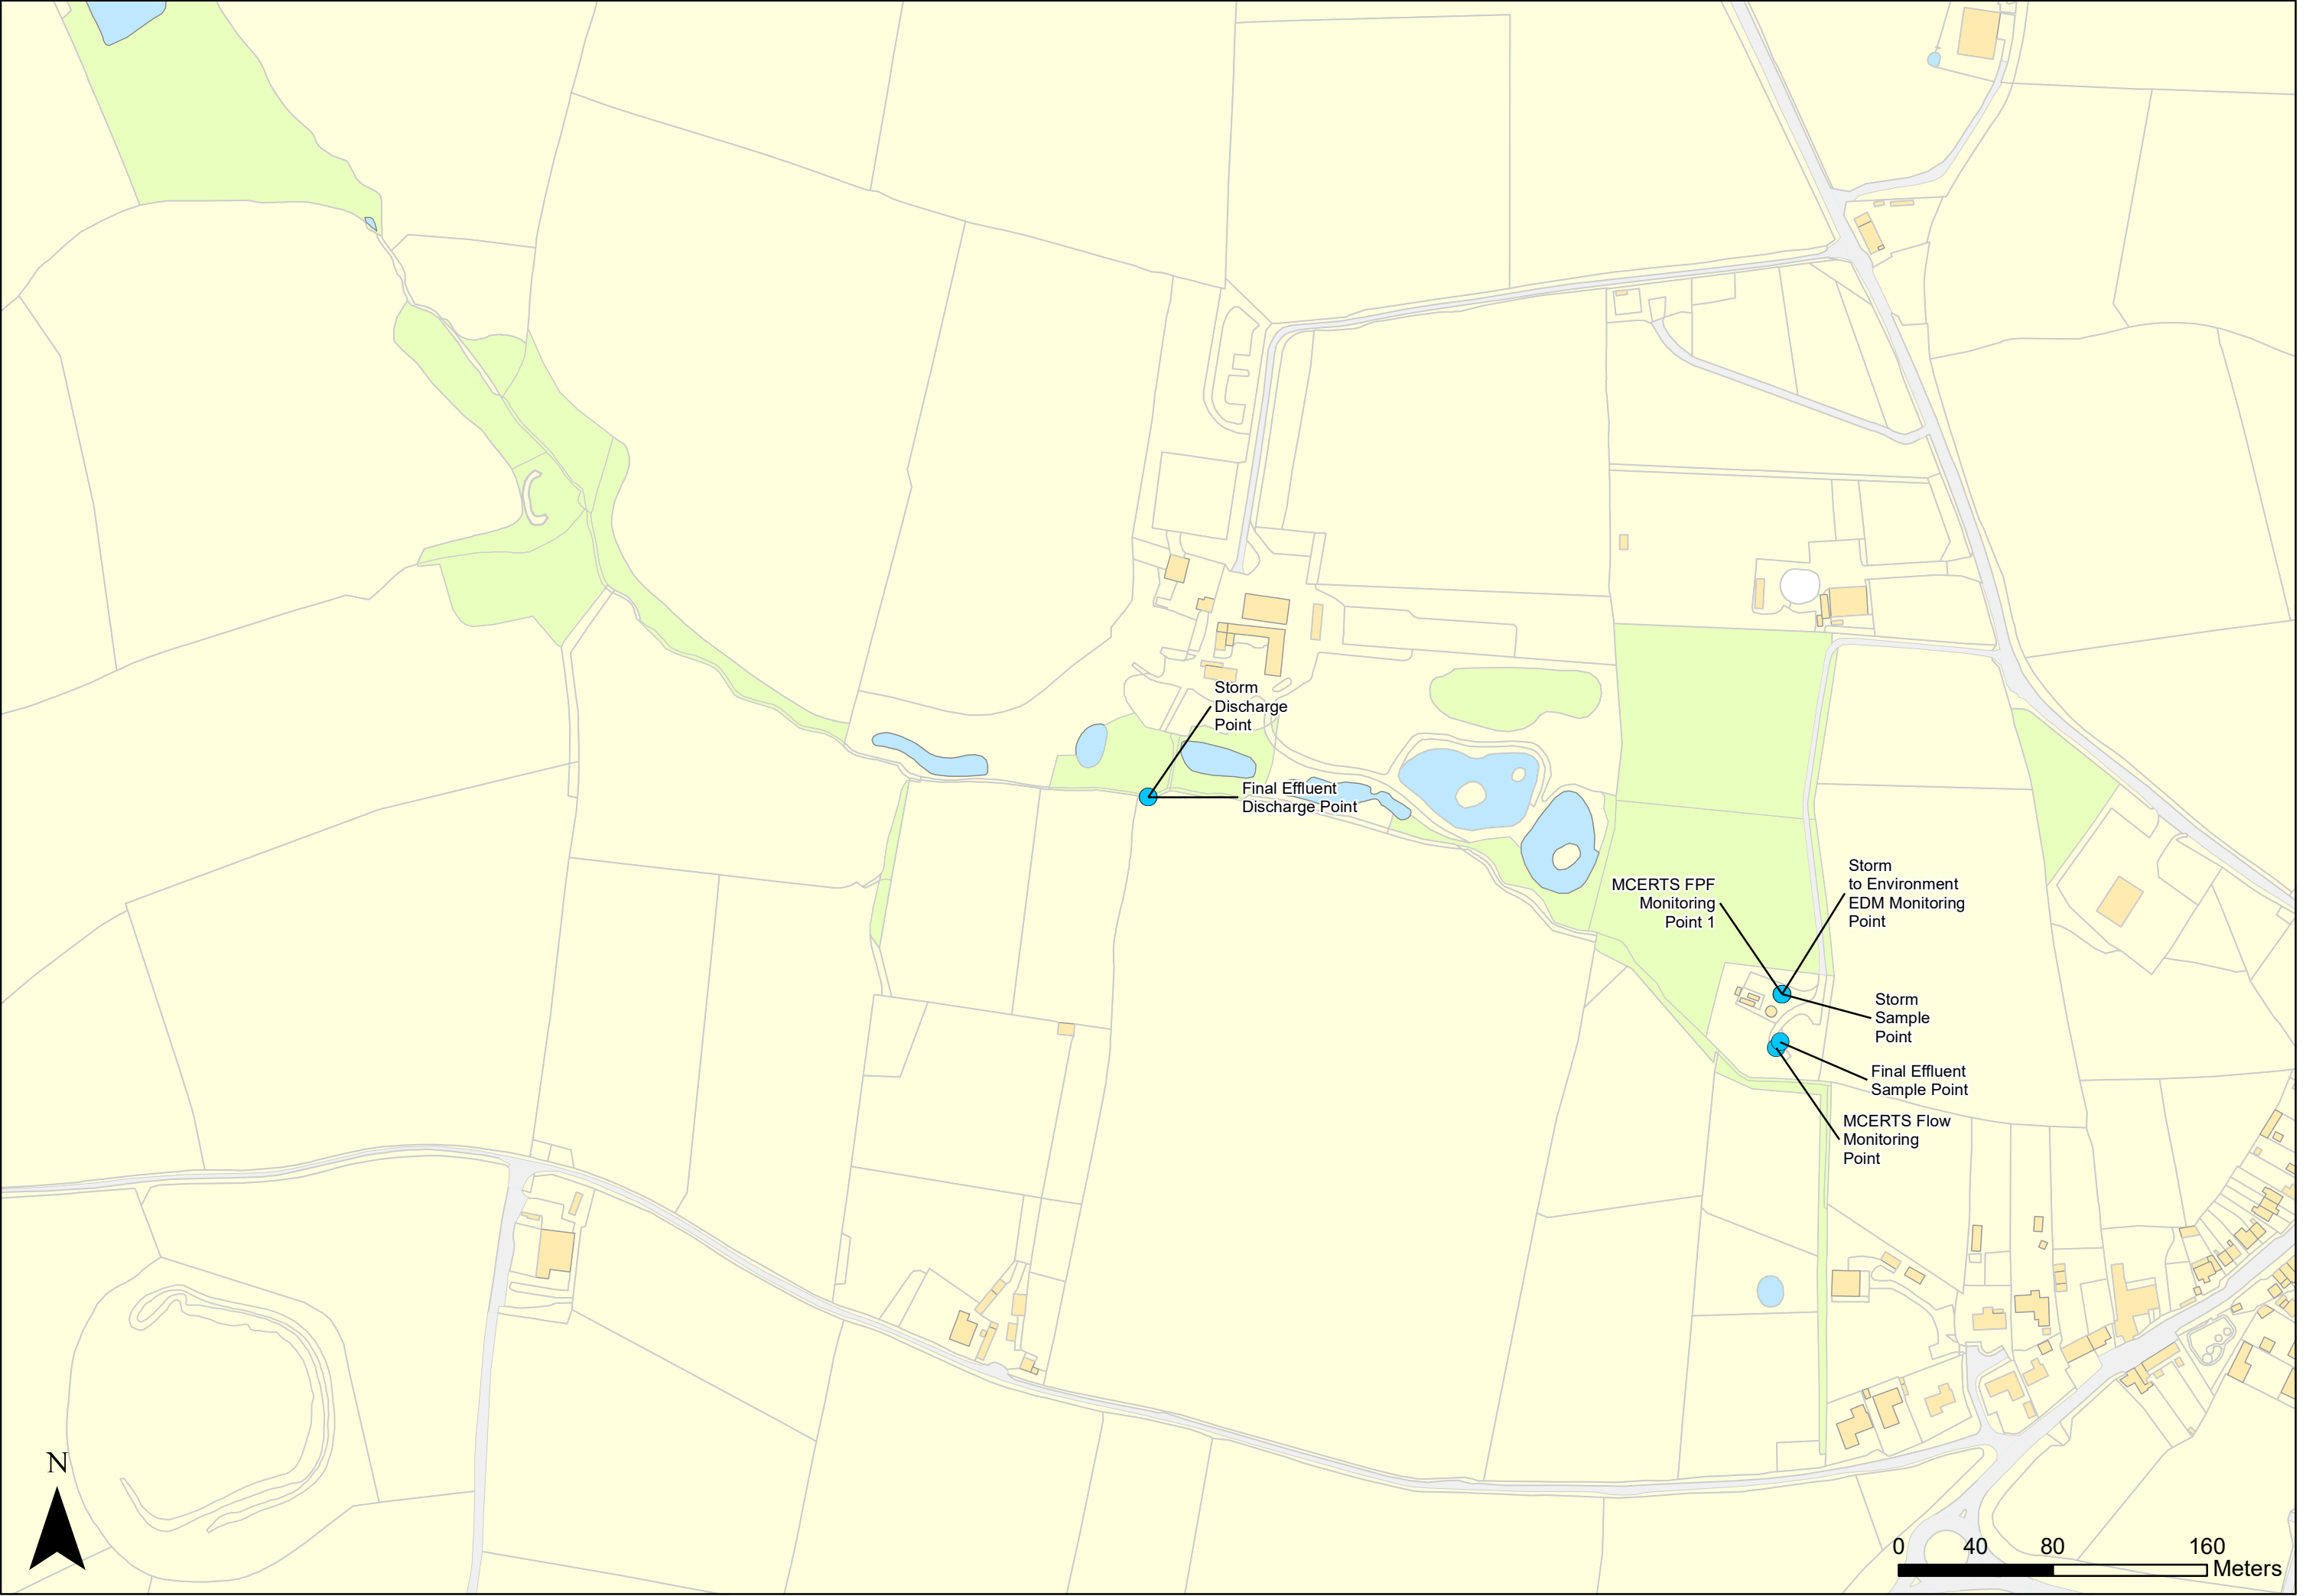 Storm
Discharge
Point
Final Effluent
Discharge Point
MCERTS FPF
Monitoring
Point 1
Storm
to Environment
EDM Monitoring
Point
Storm
Sample
Point
Final Effluent
Sample Point
MCERTS Flow
Monitoring
Point
N
0 40 80 160
Meters